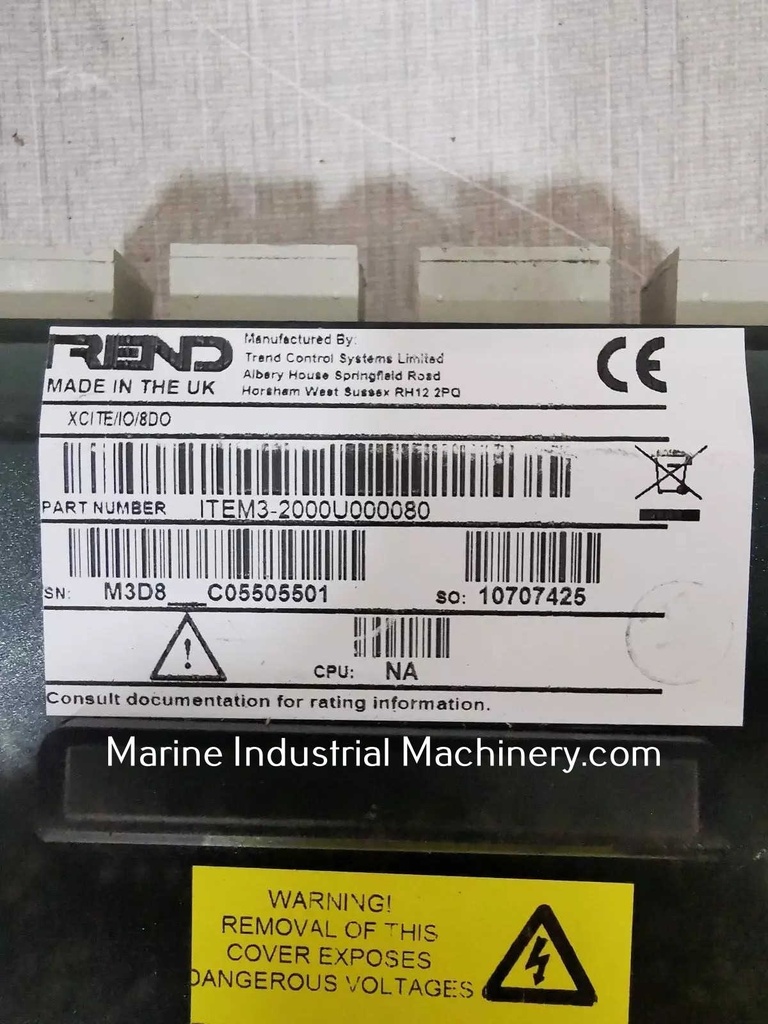 TREND
MADE IN THE UK
Manufactured By:
Trend Control Systems Limited
Albery House Springfield Road
Horsham West Sussex RH12 2PQ
CE
XCITE/IO/8DO
PART NUMBER ITEM3-2000U000080
SN: M3D8__C05505501 SO: 10707425
!
CPU: NA
Consult documentation for rating information.
Marine Industrial Machinery.com
WARNING!
REMOVAL OF THIS
COVER EXPOSES
DANGEROUS VOLTAGES